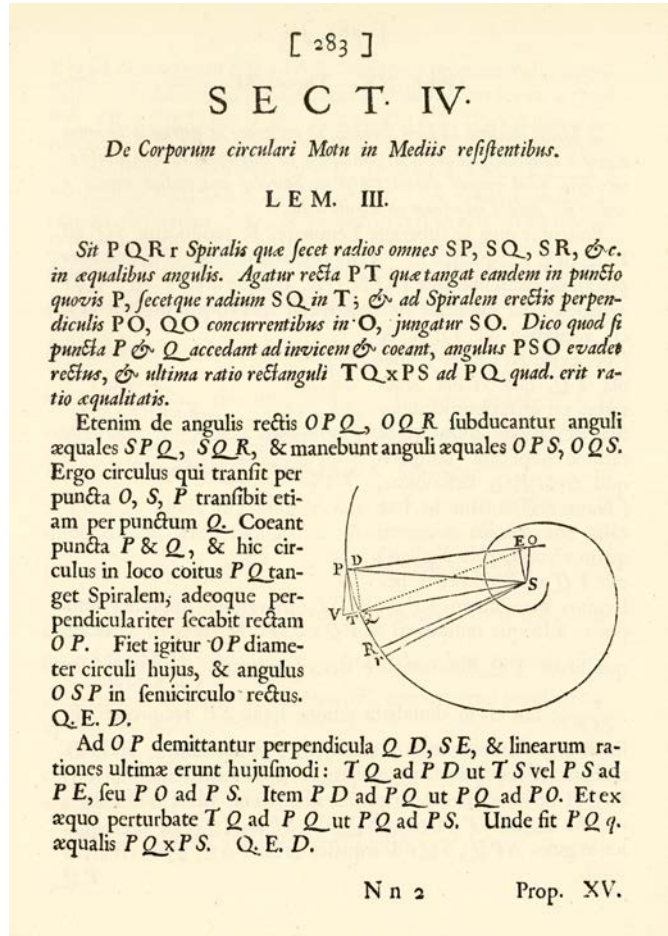 [ 283 ]
SECT. IV.
De Corporum circulari Motu in Mediis resistentibus.
LEM. III.
Sit PQRr Spiralis quæ secet radios omnes SP, SQ, SR, &c.
in æqualibus angulis. Agatur recta PT quæ tangat eandem in puncto
quovis P, secetque radium SQ in T; & ad Spiralem erectis perpen-
diculis PO, QO concurrentibus in O, jungatur SO. Dico quod si
puncta P & Q accedant ad invicem & coeant, angulus PSO evadet
rectus, & ultima ratio rectanguli TQxPS ad PQ quad. erit ra-
tio æqualitatis.
Etenim de angulis rectis OPQ, OQR subducantur anguli
æquales SPQ, SQR, & manebunt anguli æquales OPS, OQS.
Ergo circulus qui transit per
puncta O, S, P transibit eti-
am per punctum Q. Coeant
puncta P & Q, & hic cir-
culus in loco coitus PQ tan-
get Spiralem, adeoque per-
pendiculariter secabit rectam
OP. Fiet igitur OP diame-
ter circuli hujus, & angulus
OSP in semicirculo rectus.
Q. E. D.
P D E O
S
V T Q
R
r
Ad OP demittantur perpendicula QD, SE, & linearum ra-
tiones ultimæ erunt hujusmodi: TQ ad PD ut TS vel PS ad
PE, seu PO ad PS. Item PD ad PQ ut PQ ad PO. Et ex
æquo perturbate TQ ad PQ ut PQ ad PS. Unde fit PQ q.
æqualis PQxPS. Q. E. D.
Nn 2 Prop. XV.